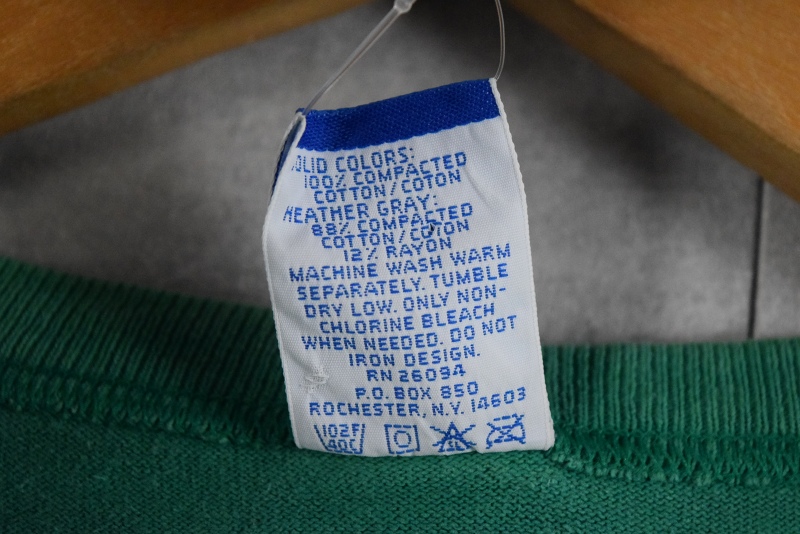 OLID COLORS:
100% COMPACTED
COTTON/COTON
HEATHER GRAY:
88% COMPACTED
COTTON/COTON
12% RAYON
MACHINE WASH WARM
SEPARATELY. TUMBLE
DRY LOW. ONLY NON-
CHLORINE BLEACH
WHEN NEEDED. DO NOT
IRON DESIGN.
RN 26094
P.O. BOX 850
ROCHESTER, N.Y. 14603
102F/
40C